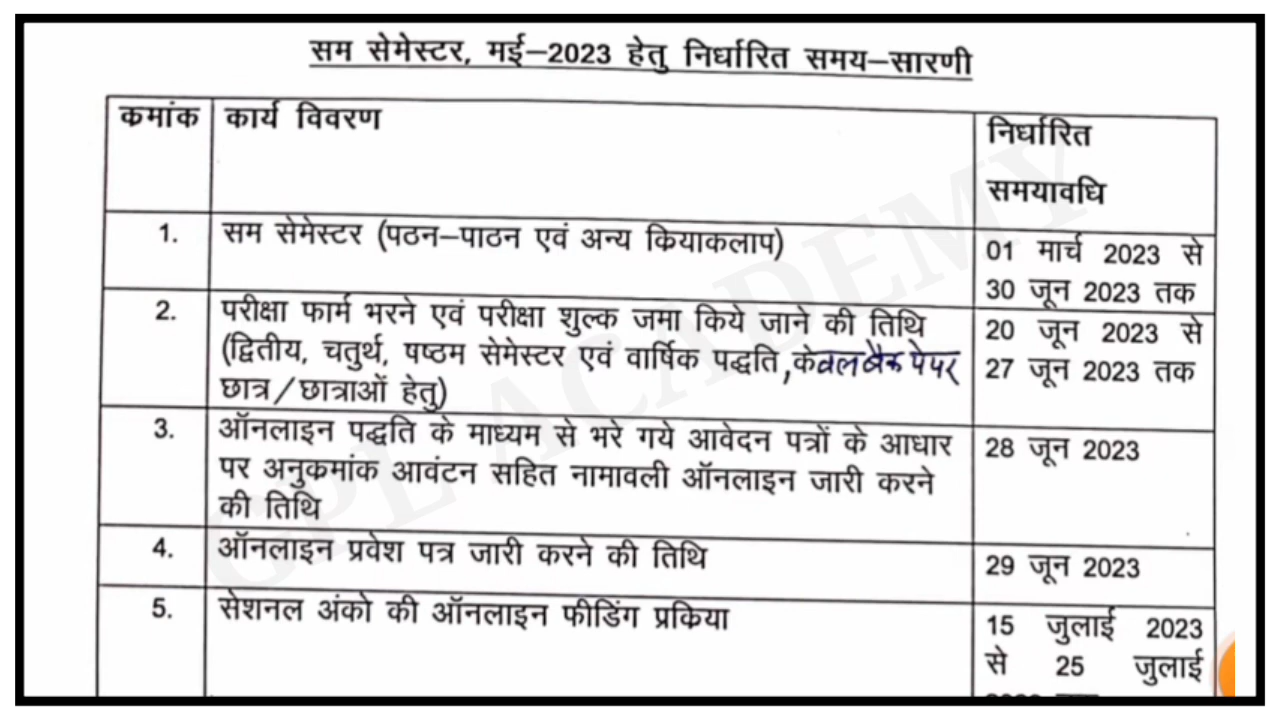 सम सेमेस्टर, मई–2023 हेतु निर्धारित समय–सारणी
कमांक कार्य विवरण निर्धारित
समयावधि
1. सम सेमेस्टर (पठन–पाठन एवं अन्य कियाकलाप) 01 मार्च 2023 से
30 जून 2023 तक
2. परीक्षा फार्म भरने एवं परीक्षा शुल्क जमा किये जाने की तिथि 20 जून 2023 से
(द्वितीय, चतुर्थ, षष्ठम सेमेस्टर एवं वार्षिक पद्धति, केवल बैक पेपर 27 जून 2023 तक
छात्र/छात्राओं हेतु)
3. ऑनलाइन पद्धति के माध्यम से भरे गये आवेदन पत्रों के आधार 28 जून 2023
पर अनुकमांक आवंटन सहित नामावली ऑनलाइन जारी करने
की तिथि
4. ऑनलाइन प्रवेश पत्र जारी करने की तिथि 29 जून 2023
5. सेशनल अंको की ऑनलाइन फीडिंग प्रकिया 15 जुलाई 2023
से 25 जुलाई
GPL ACADEMY